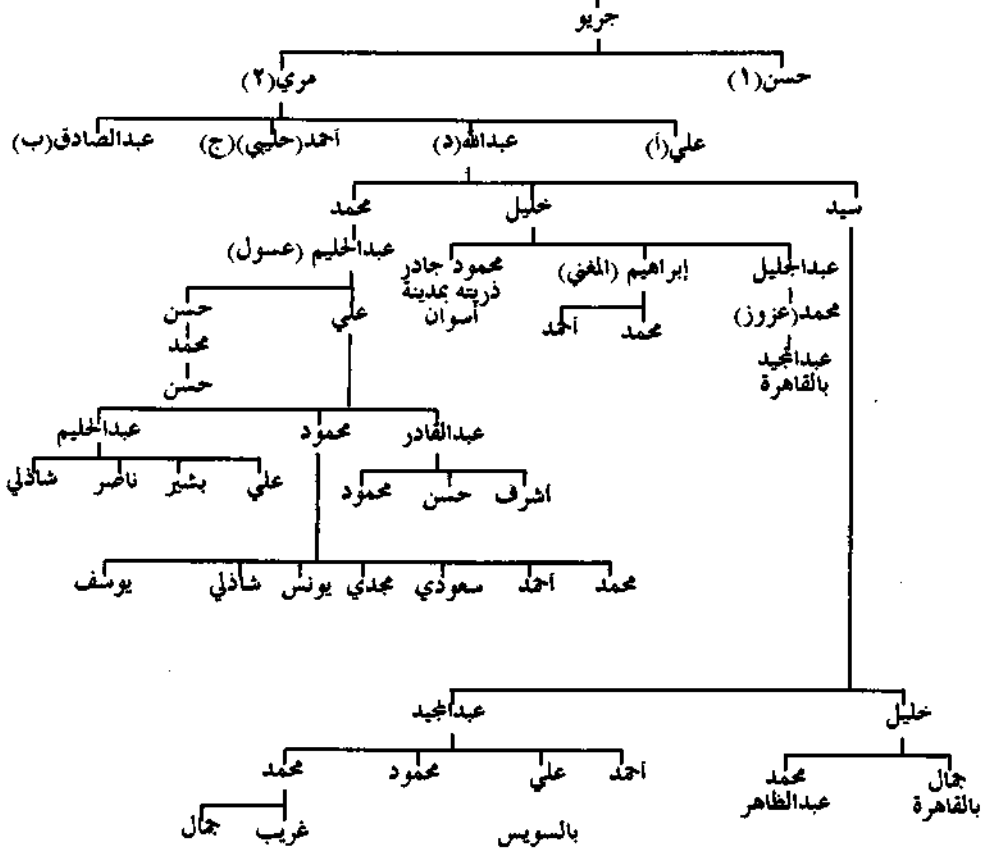 جريو
حسن(١) مري(٢)
علي(أ) عبدالله(د) أحمد(حليبي)(ج) عبدالصادق(ب)
سيد خليل محمد
عبدالجليل إبراهيم (المغني) محمود جادر عبدالحليم (عسول)
ذريته بمدينة
أسوان
محمد(عزوز) محمد أحمد علي حسن
عبدالمجيد محمد
بالقاهرة حسن
عبدالقادر محمود عبدالحليم
أشرف حسن محمود علي بشير ناصر شاذلي
محمد أحمد سعودي مجدي يونس شاذلي يوسف
خليل عبدالمجيد
جمال محمد أحمد علي محمود محمد
بالقاهرة عبدالظاهر
بالسويس غريب جمال